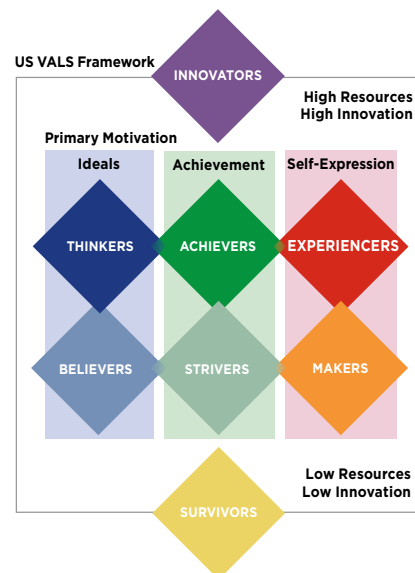 US VALS Framework
INNOVATORS
High Resources
High Innovation
Primary Motivation
Ideals
Achievement
Self-Expression
THINKERS
ACHIEVERS
EXPERIENCERS
BELIEVERS
STRIVERS
MAKERS
Low Resources
Low Innovation
SURVIVORS